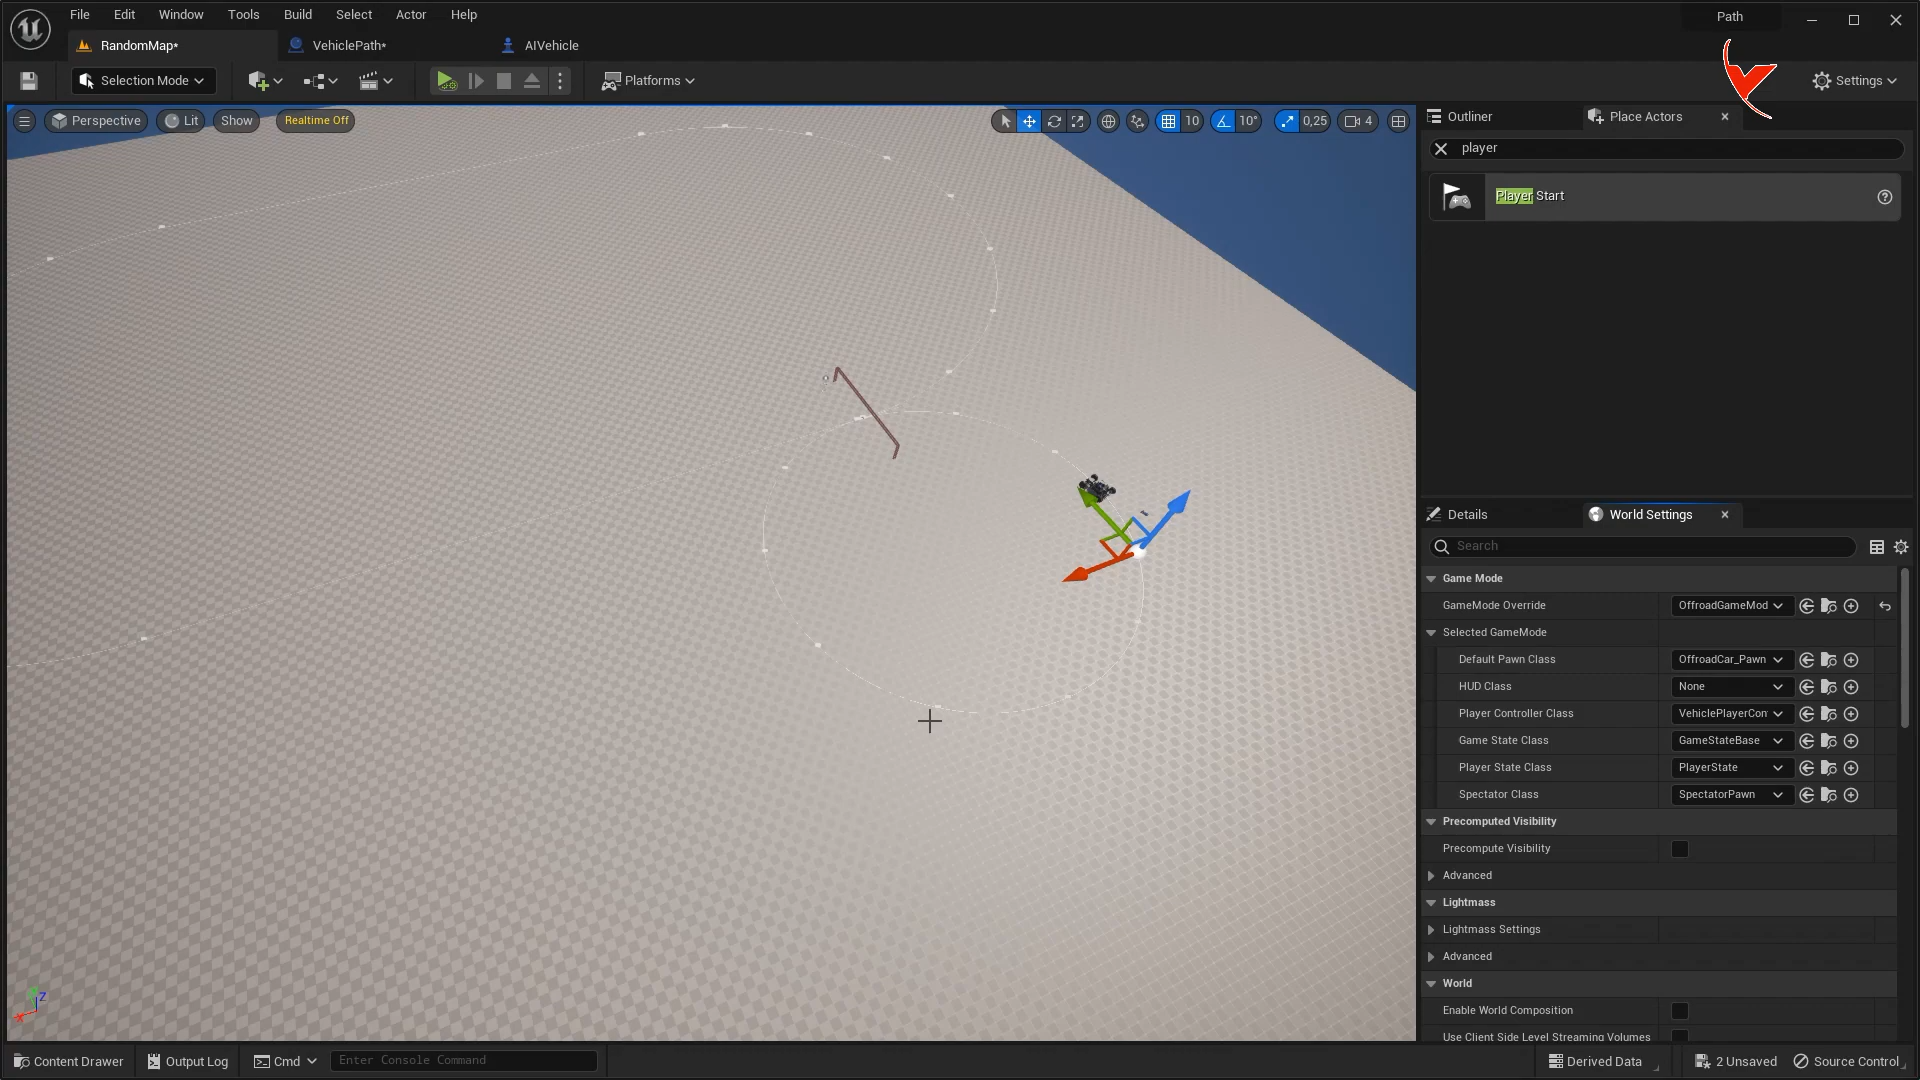 File Edit Window Tools Build Select Actor Help
Path
RandomMap* VehiclePath* AIVehicle
Selection Mode Platforms Settings
Perspective Lit Show Realtime Off 10 10° 0,25 4
Outliner Place Actors
player
Player Start
Details World Settings
Search
Game Mode
GameMode Override OffroadGameMod
Selected GameMode
Default Pawn Class OffroadCar_Pawn
HUD Class None
Player Controller Class VehiclePlayerCon
Game State Class GameStateBase
Player State Class PlayerState
Spectator Class SpectatorPawn
Precomputed Visibility
Precompute Visibility
Advanced
Lightmass
Lightmass Settings
Advanced
World
Enable World Composition
Use Client Side Level Streaming Volumes
Z
X
Content Drawer Output Log Cmd Enter Console Command Derived Data 2 Unsaved Source Control